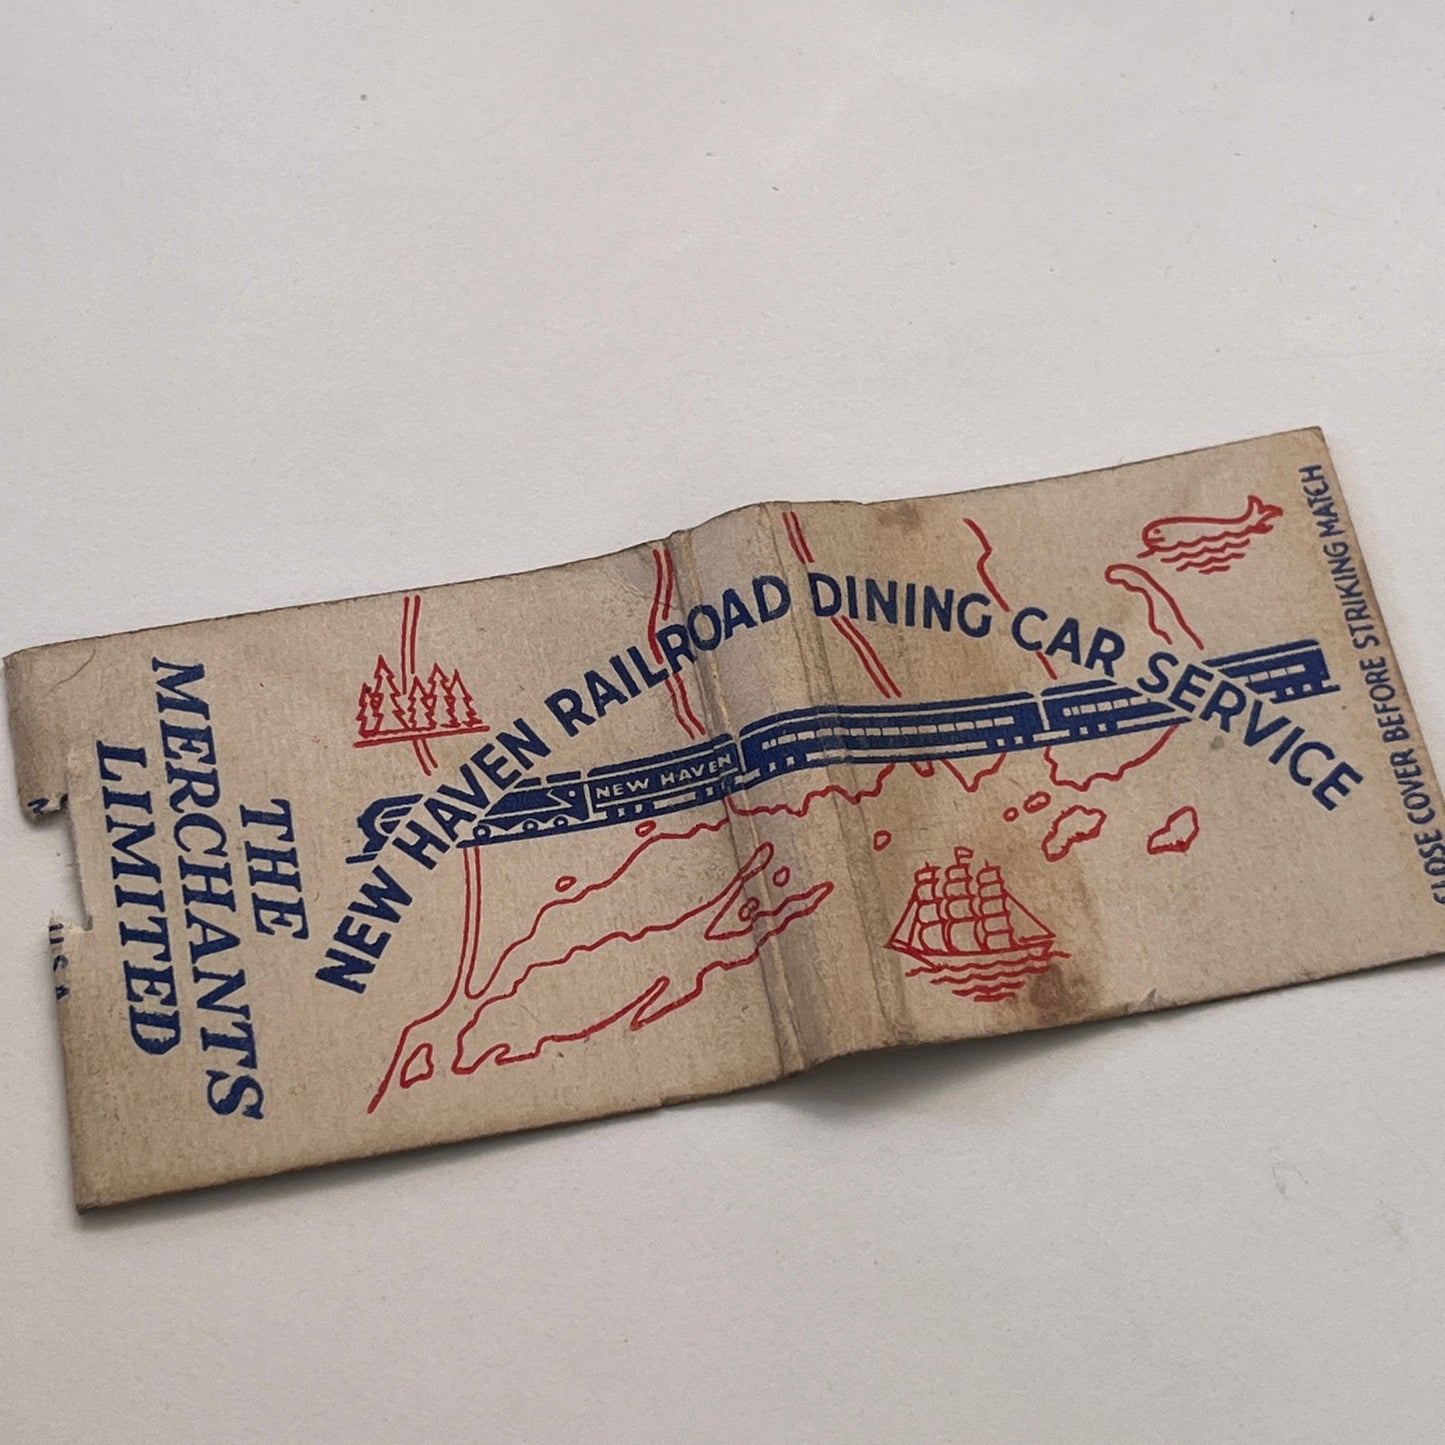 NEW HAVEN RAILROAD DINING CAR SERVICE
NEW HAVEN
THE
MERCHANTS
LIMITED
CLOSE COVER BEFORE STRIKING MATCH